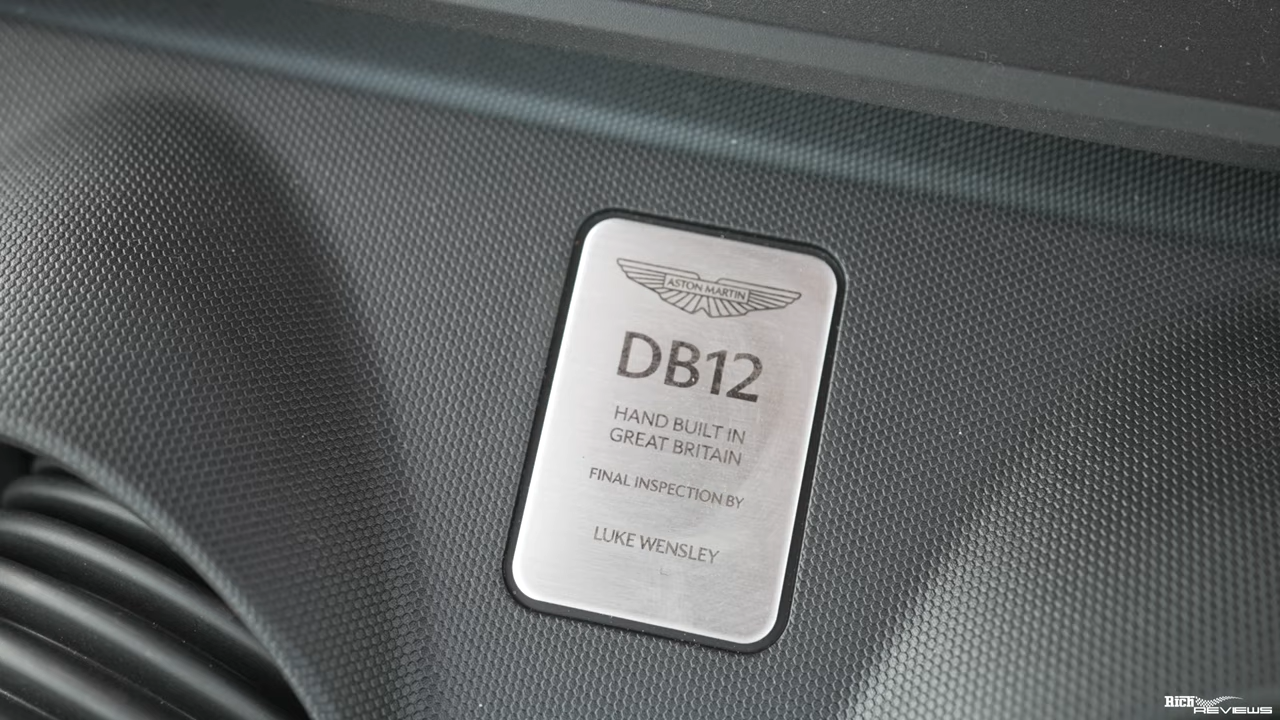 ASTON MARTIN
DB12
HAND BUILT IN
GREAT BRITAIN
FINAL INSPECTION BY
LUKE WENSLEY
Rich
REVIEWS